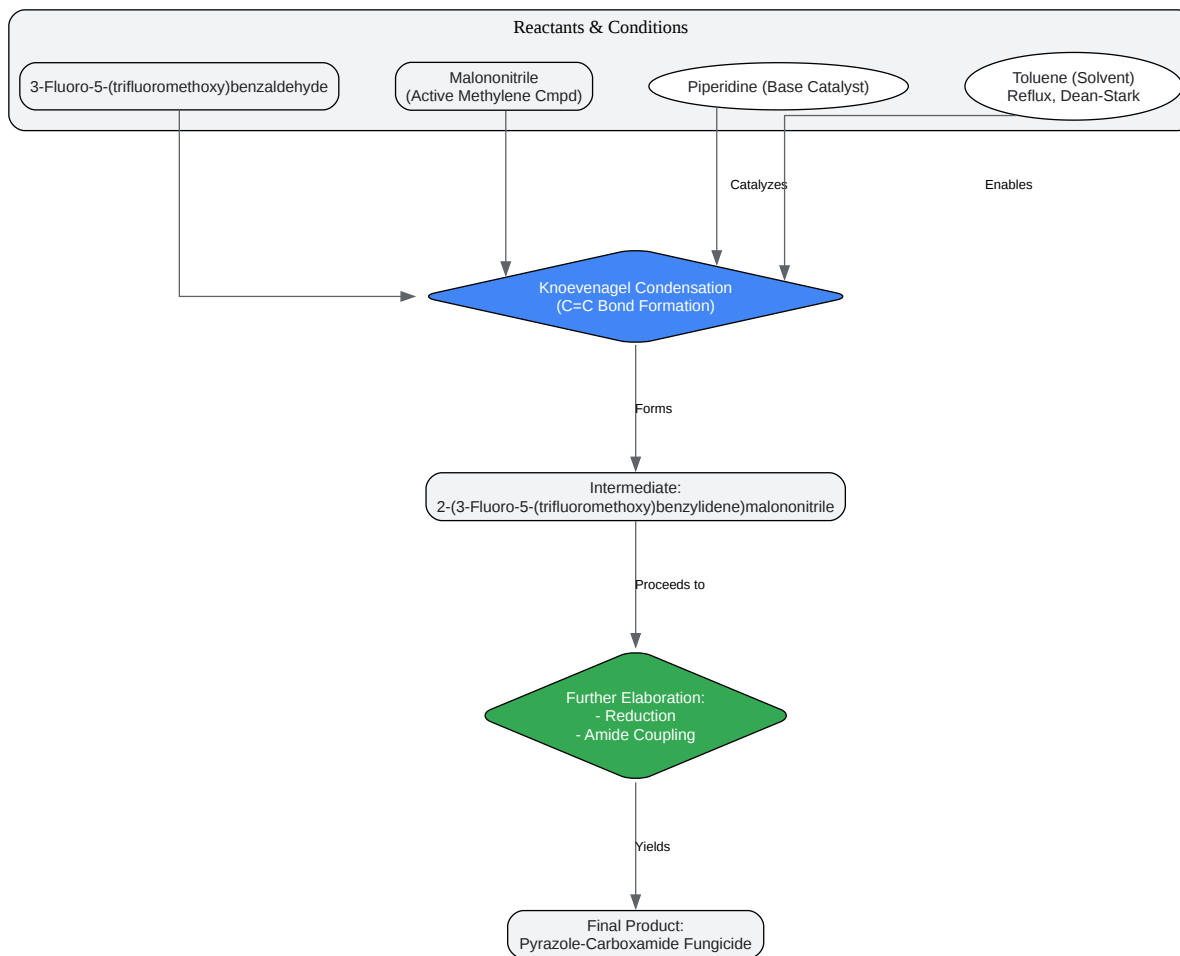 Reactants & Conditions
3-Fluoro-5-(trifluoromethoxy)benzaldehyde
Malononitrile
(Active Methylene Cmpd)
Piperidine (Base Catalyst)
Toluene (Solvent)
Reflux, Dean-Stark
Catalyzes
Enables
Knoevenagel Condensation
(C=C Bond Formation)
Forms
Intermediate:
2-(3-Fluoro-5-(trifluoromethoxy)benzylidene)malononitrile
Proceeds to
Further Elaboration:
- Reduction
- Amide Coupling
Yields
Final Product:
Pyrazole-Carboxamide Fungicide